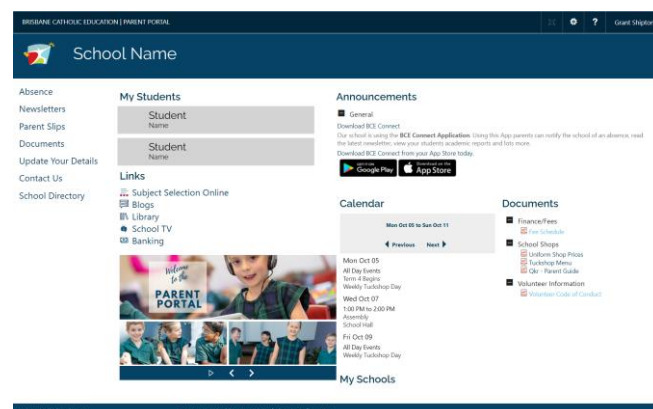 BRISBANE CATHOLIC EDUCATION | PARENT PORTAL
?
Grant Shipton
School Name
Absence
Newsletters
Parent Slips
Documents
Update Your Details
Contact Us
School Directory
My Students
Student
Name
Student
Name
Links
Subject Selection Online
Blogs
Library
School TV
Banking
Welcome
to the
PARENT
PORTAL
Announcements
General
Download BCE Connect
Our school is using the BCE Connect Application. Using this App parents can notify the school of an absence, read
the latest newsletter, view your students academic reports and lots more.
Download BCE Connect from your App Store today.
Google Play
Download on the
App Store
Calendar
Mon Oct 05 to Sun Oct 11
Previous Next
Mon Oct 05
All Day Events
Term 4 Begins
Weekly Tuckshop Day
Wed Oct 07
1:00 PM to 2:00 PM
Assembly
School Hall
Fri Oct 09
All Day Events
Weekly Tuckshop Day
My Schools
Documents
Finance/Fees
Fee Schedule
School Shops
Uniform Shop Prices
Tuckshop Menu
Qkr - Parent Guide
Volunteer Information
Volunteer Code of Conduct